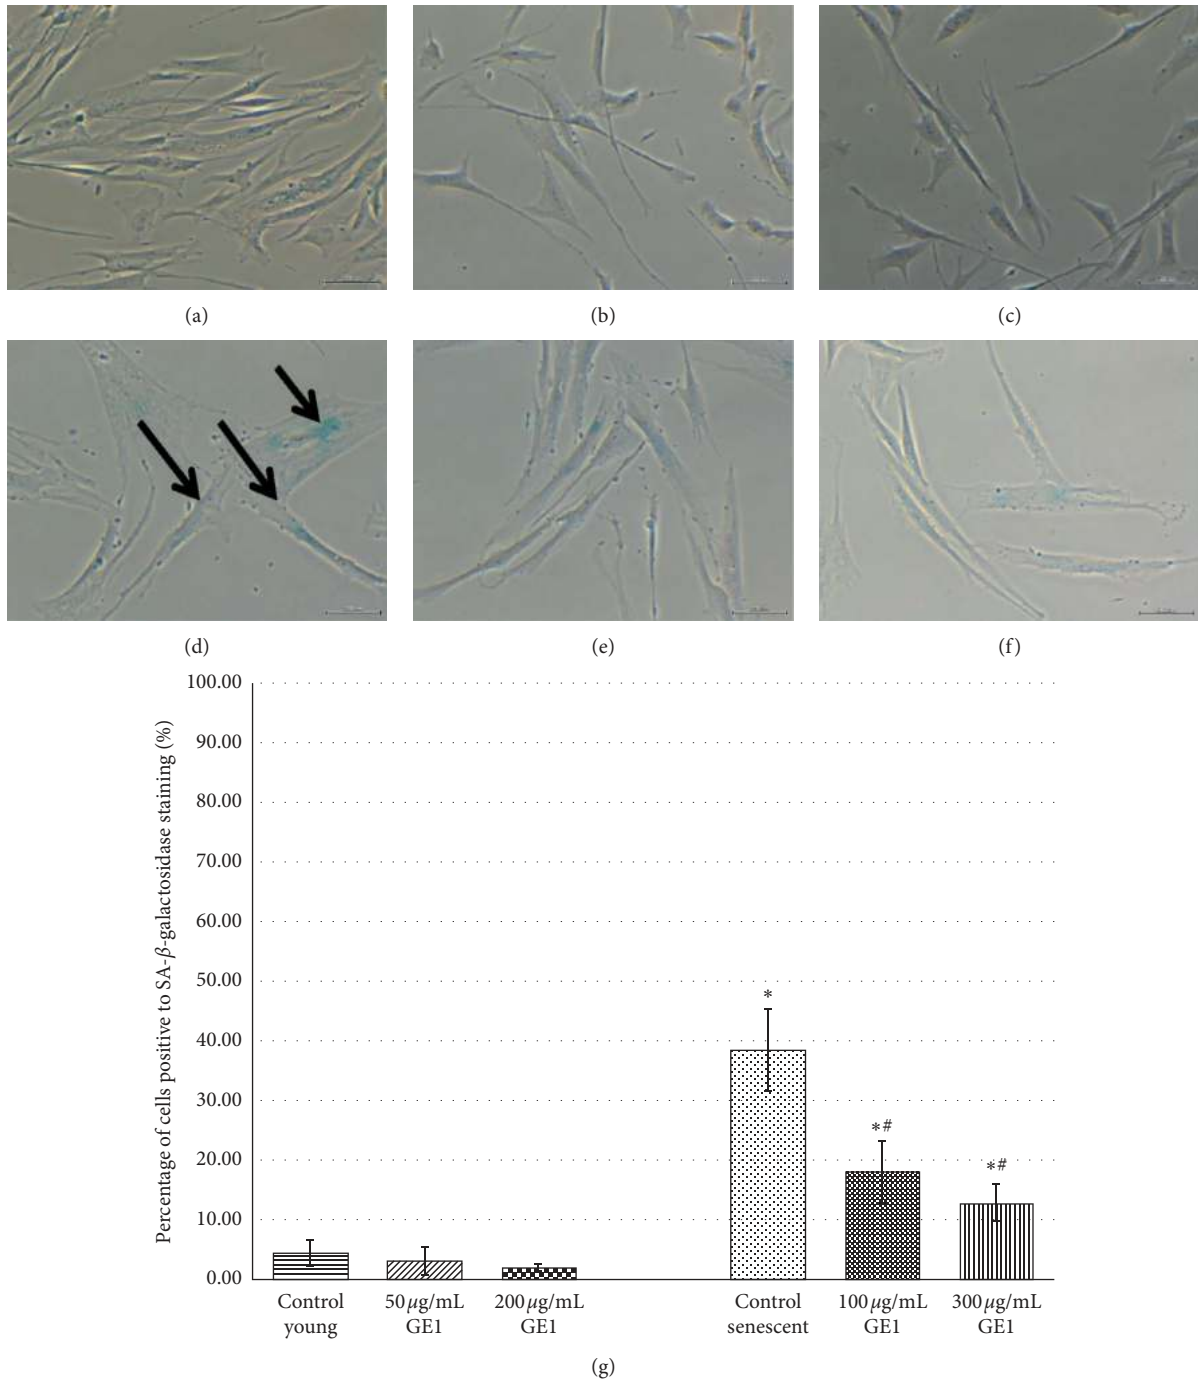 (a)
(b)
(c)
(d)
(e)
(f)
Percentage of cells positive to SA-β-galactosidase staining (%)
100.00
90.00
80.00
70.00
60.00
50.00
40.00
30.00
20.00
10.00
0.00
*
*#
*#
Control
young
50 μg/mL
GE1
200 μg/mL
GE1
Control
senescent
100 μg/mL
GE1
300 μg/mL
GE1
(g)